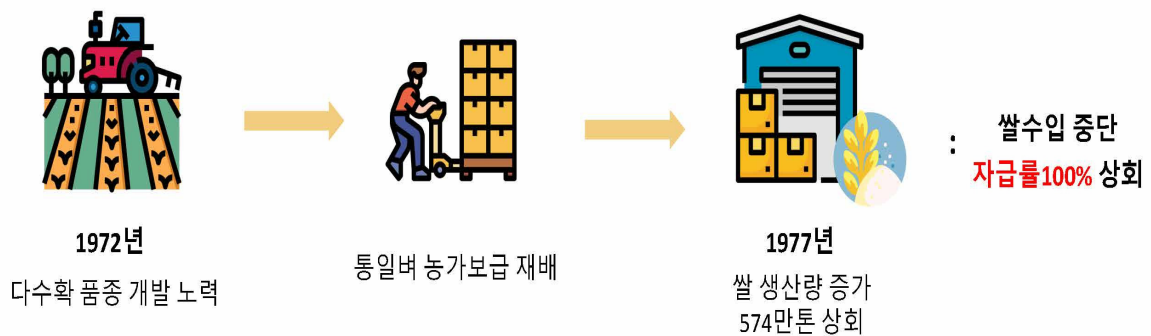 1972년
다수확 품종 개발 노력
통일벼 농가보급 재배
1977년
쌀 생산량 증가
574만톤 상회
:
쌀수입 중단
자급률100% 상회